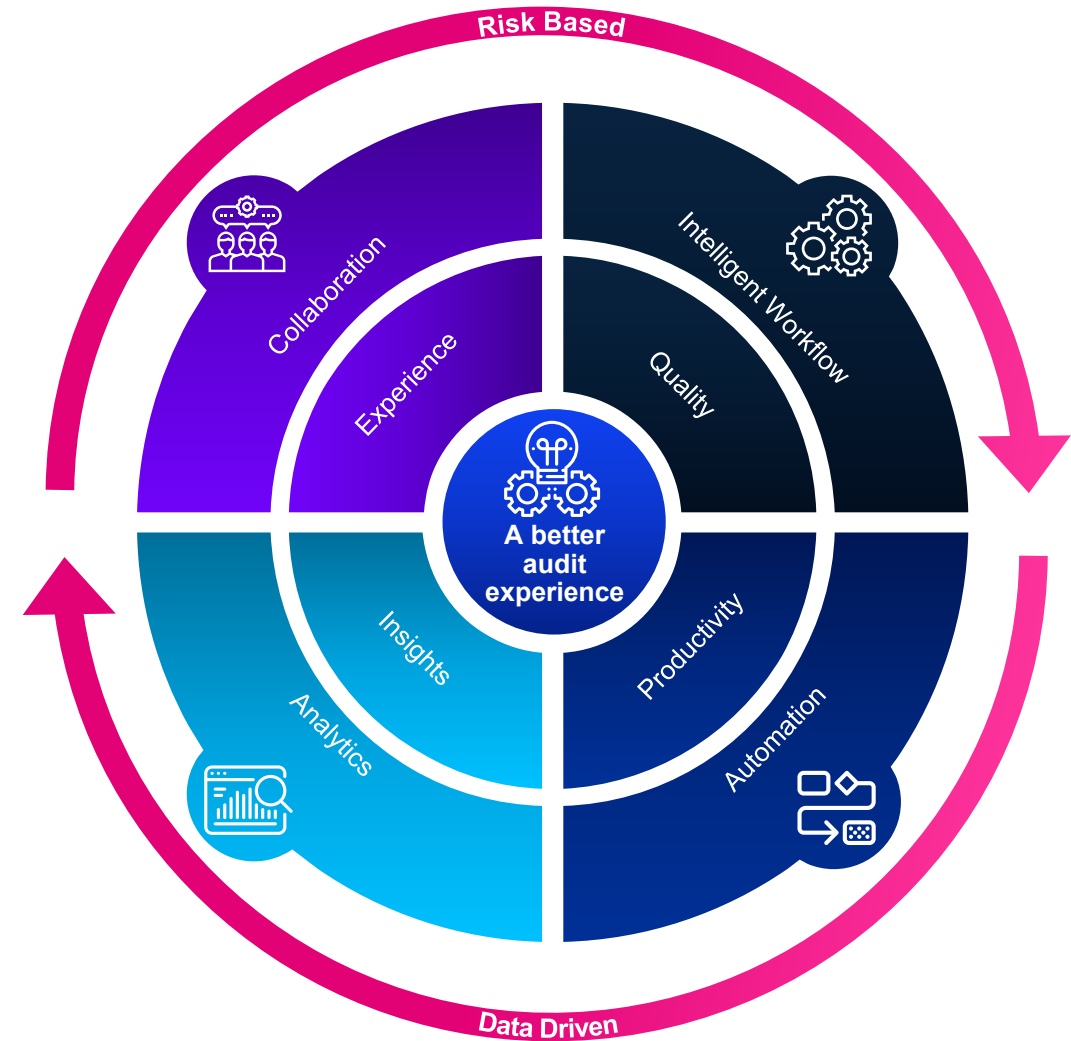 Risk Based
Collaboration
Experience
Intelligent Workflow
Quality
A better
audit
experience
Insights
Analytics
Productivity
Automation
Data Driven